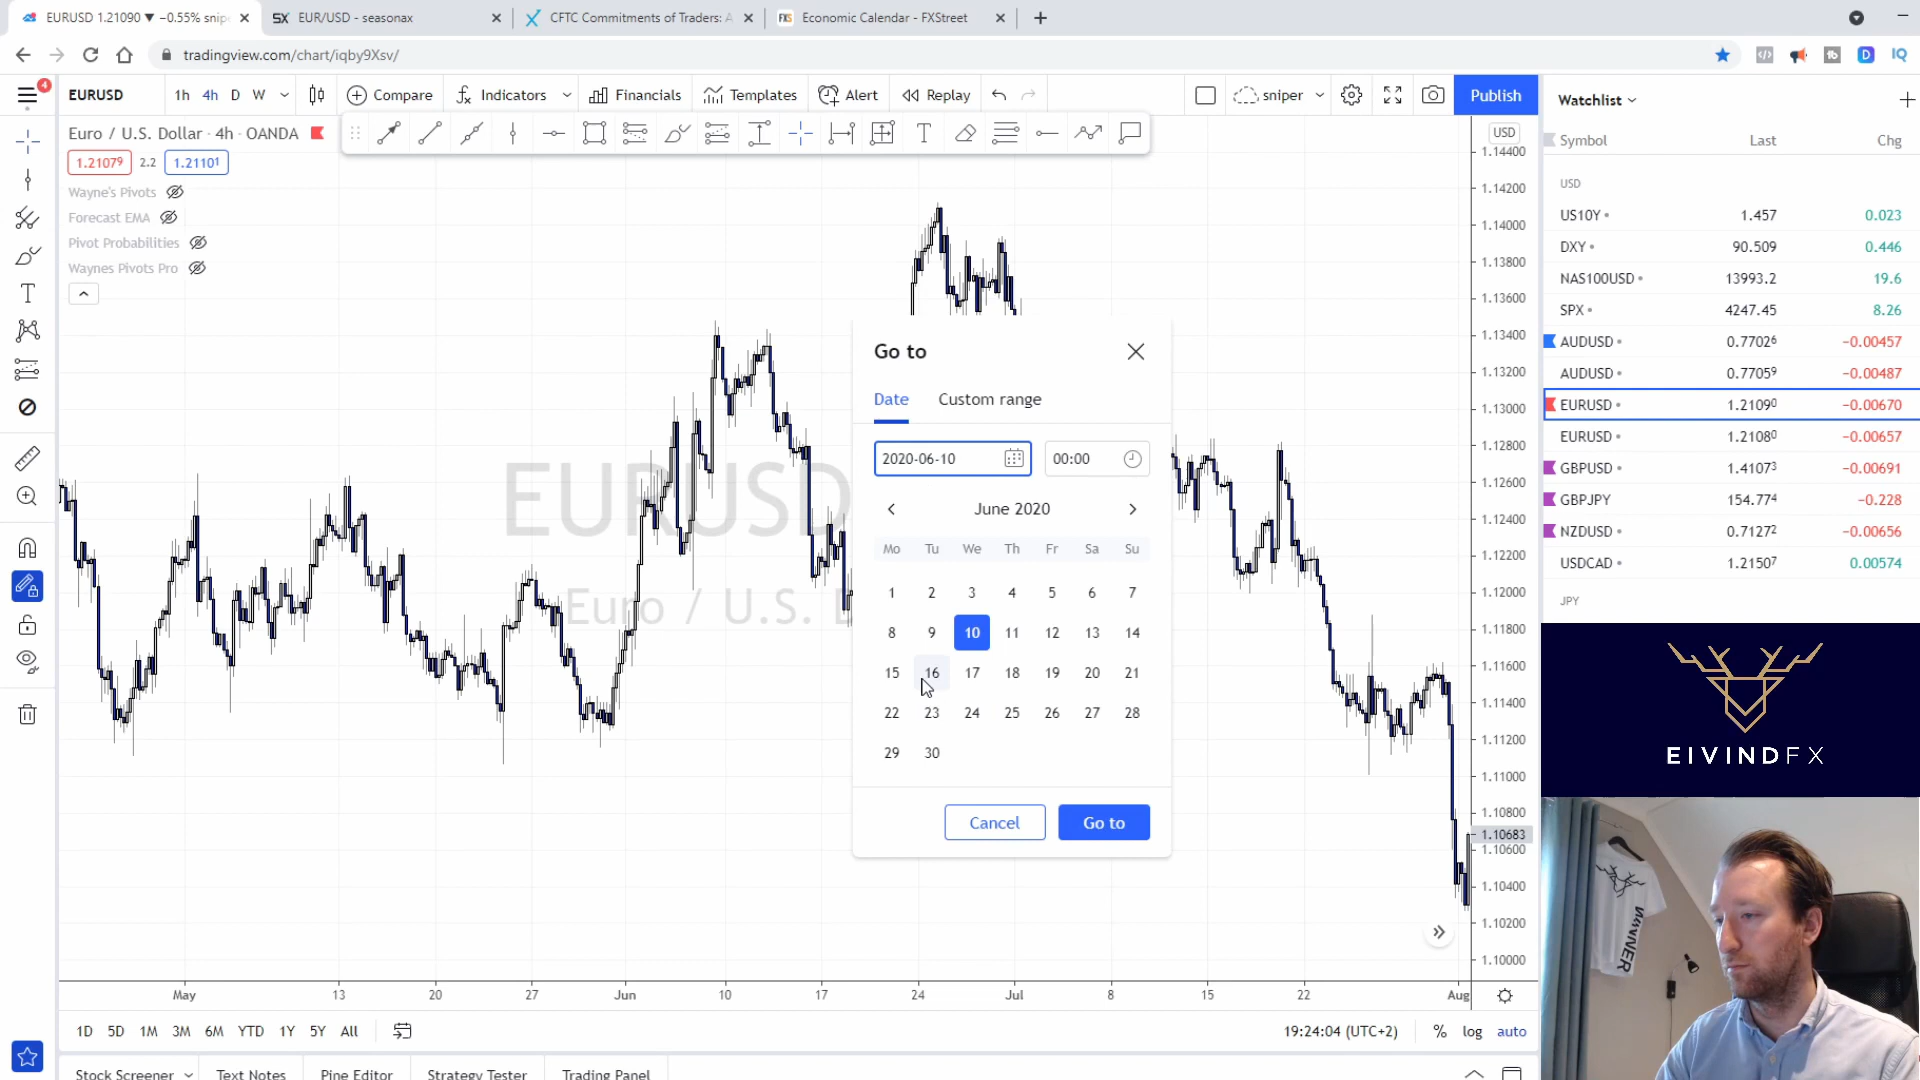 EURUSD 1.21090 ▼ −0.55% snip
EUR/USD - seasonax
CFTC Commitments of Traders: A
Economic Calendar - FXStreet
tradingview.com/chart/iqby9Xsv/
4
EURUSD
1h 4h D W
Compare
Indicators
Financials
Templates
Alert
Replay
sniper
Publish
Euro / U.S. Dollar · 4h · OANDA
1.21079 2.2 1.21101
Wayne's Pivots
Forecast EMA
Pivot Probabilities
Waynes Pivots Pro
EURUSD
Euro / U.S. D
USD
1.14400
1.14200
1.14000
1.13800
1.13600
1.13400
1.13200
1.13000
1.12800
1.12600
1.12400
1.12200
1.12000
1.11800
1.11600
1.11400
1.11200
1.11000
1.10800
1.10683
1.10600
1.10400
1.10200
1.10000
May 13 20 27 Jun 10 17 24 Jul 8 15 22 Aug
Go to
Date Custom range
2020-06-10 00:00
June 2020
Mo Tu We Th Fr Sa Su
1 2 3 4 5 6 7
8 9 10 11 12 13 14
15 16 17 18 19 20 21
22 23 24 25 26 27 28
29 30
Cancel Go to
1D 5D 1M 3M 6M YTD 1Y 5Y All
19:24:04 (UTC+2) % log auto
Stock Screener Text Notes Pine Editor Strategy Tester Trading Panel
Watchlist
Symbol Last Chg
USD
US10Y 1.457 0.023
DXY 90.509 0.446
NAS100USD 13993.2 19.6
SPX 4247.45 8.26
AUDUSD 0.77026 −0.00457
AUDUSD 0.77059 −0.00487
EURUSD 1.21090 −0.00670
EURUSD 1.21080 −0.00657
GBPUSD 1.41073 −0.00691
GBPJPY 154.774 −0.228
NZDUSD 0.71272 −0.00656
USDCAD 1.21507 0.00574
JPY
EIVINDFX
WINNER